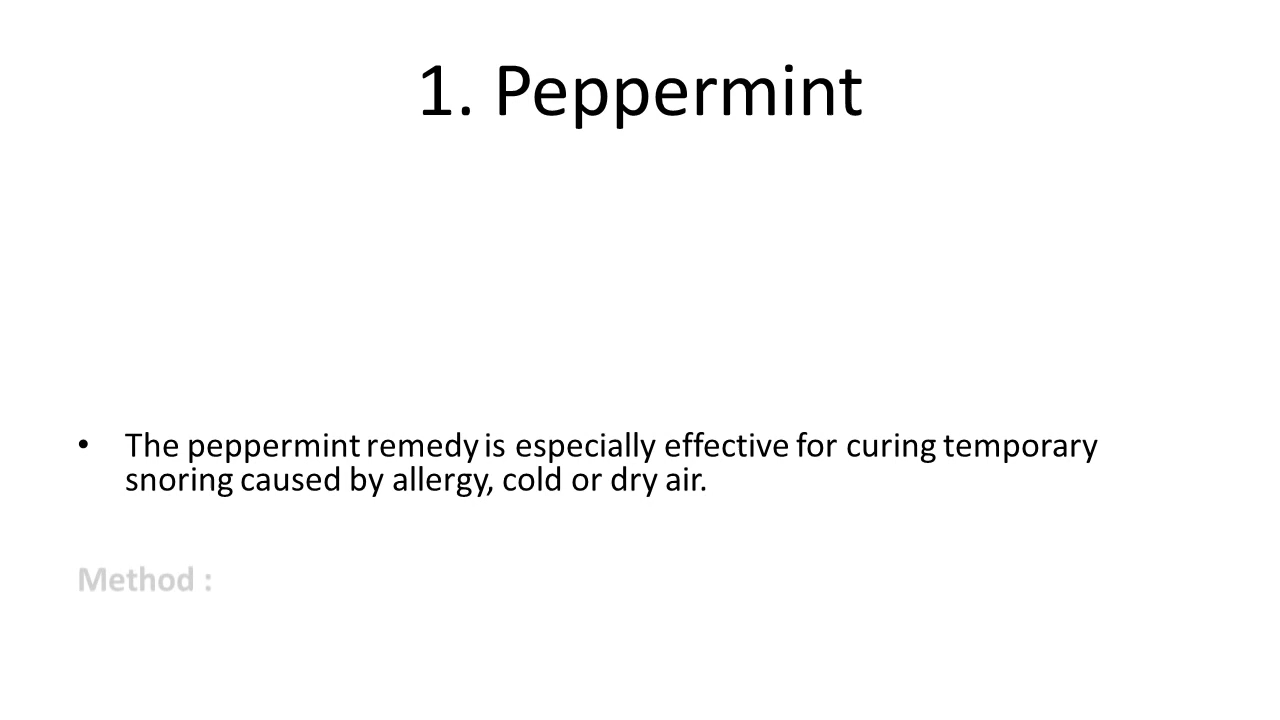 1. Peppermint
• The peppermint remedy is especially effective for curing temporary
snoring caused by allergy, cold or dry air.
Method :